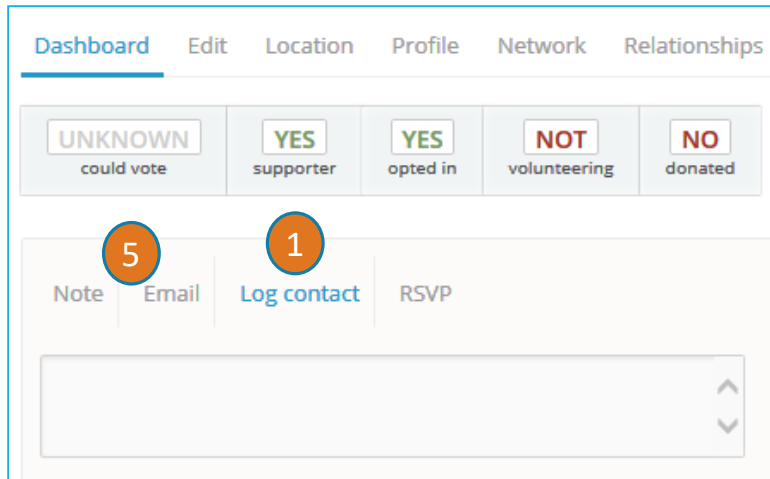 Dashboard Edit Location Profile Network Relationships
UNKNOWN YES YES NOT NO
could vote supporter opted in volunteering donated
5 1
Note Email Log contact RSVP